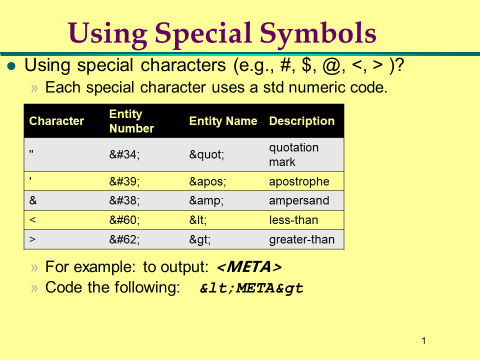 Using Special Symbols
Using special characters (e.g., #, $, @, <, > )?
» Each special character uses a std numeric code.
Character Entity Number Entity Name Description
" &#34; &quot; quotation mark
' &#39; &apos; apostrophe
& &#38; &amp; ampersand
< &#60; &lt; less-than
> &#62; &gt; greater-than
» For example: to output: <META>
» Code the following: &lt;META&gt
1